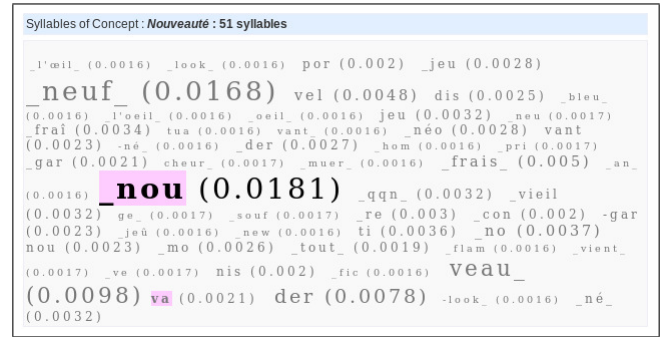 Syllables of Concept : Nouveauté : 51 syllables
_l'œil_ (0.0016) _look_ (0.0016) por (0.002) _jeu (0.0028)
_neuf_ (0.0168) vel (0.0048) dis (0.0025) _bleu_
(0.0016) _l'oeil_ (0.0016) _oeil_ (0.0016) jeu (0.0032) _neu (0.0017)
_fraî (0.0034) tua (0.0016) vant_ (0.0016) _néo (0.0028) vant
(0.0023) -né_ (0.0016) _der (0.0027) _hom (0.0016) _pri (0.0017)
_gar (0.0021) cheur_ (0.0017) _muer_ (0.0016) _frais_ (0.005) _an_
(0.0016) _nou (0.0181) _qqn_ (0.0032) _vieil
(0.0032) ge_ (0.0017) _souf (0.0017) _re (0.003) _con (0.002) -gar
(0.0023) _jeû (0.0016) _new (0.0016) ti (0.0036) _no (0.0037)
nou (0.0023) _mo (0.0026) _tout_ (0.0019) _flam (0.0016) _vient_
(0.0017) _ve (0.0017) nis (0.002) _fic (0.0016) veau_
(0.0098) va (0.0021) der (0.0078) -look_ (0.0016) _né_
(0.0032)